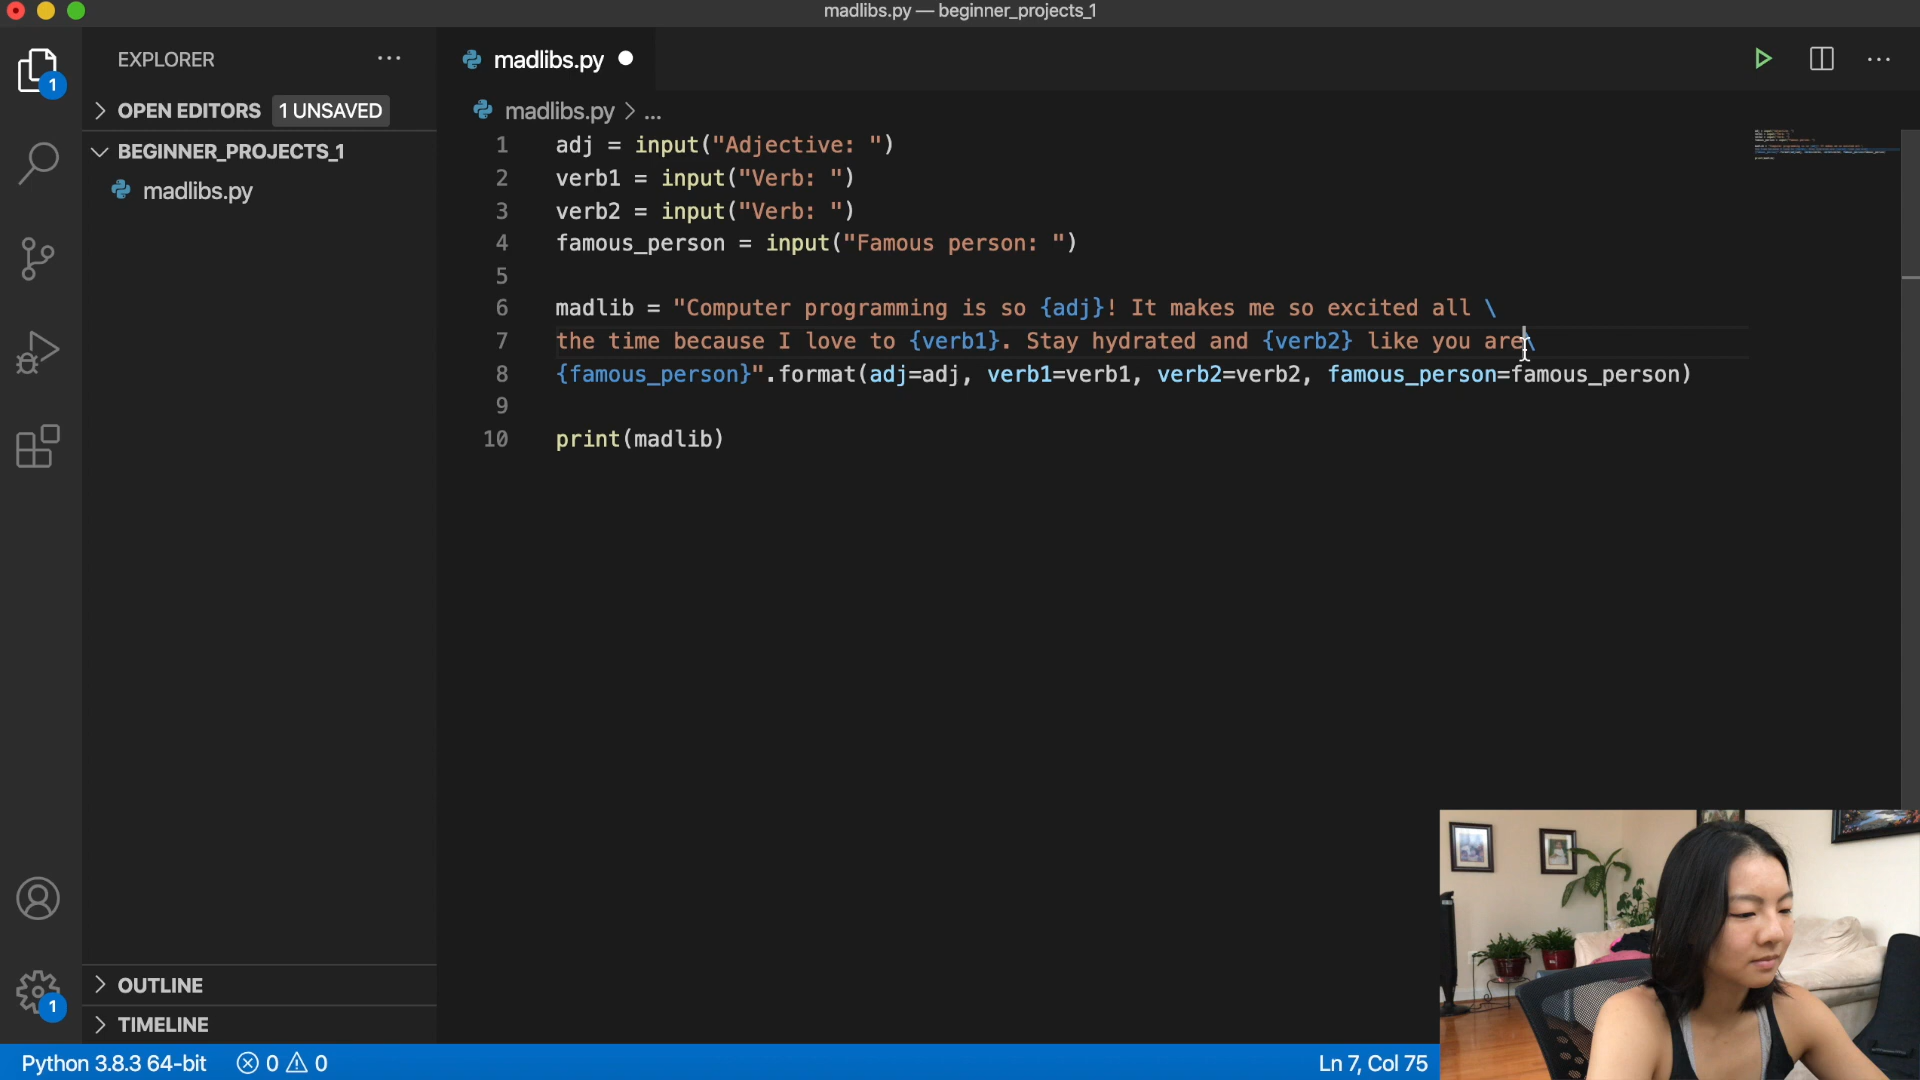 madlibs.py — beginner_projects_1
EXPLORER
madlibs.py
1
OPEN EDITORS 1 UNSAVED
madlibs.py > ...
BEGINNER_PROJECTS_1
madlibs.py
1 adj = input("Adjective: ")
2 verb1 = input("Verb: ")
3 verb2 = input("Verb: ")
4 famous_person = input("Famous person: ")
5
6 madlib = "Computer programming is so {adj}! It makes me so excited all \
7 the time because I love to {verb1}. Stay hydrated and {verb2} like you are\
8 {famous_person}".format(adj=adj, verb1=verb1, verb2=verb2, famous_person=famous_person)
9
10 print(madlib)
OUTLINE
1
TIMELINE
Python 3.8.3 64-bit 0 0 Ln 7, Col 75